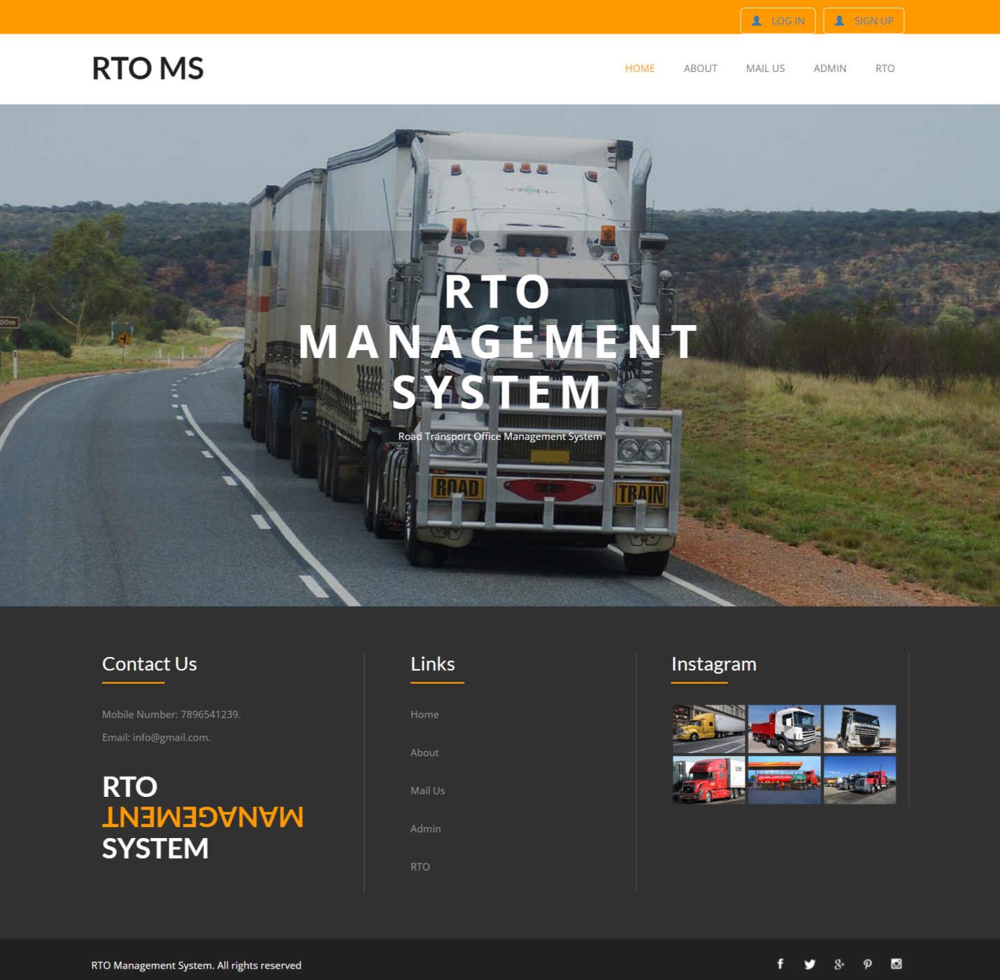 LOG IN
SIGN UP
RTO MS
HOME
ABOUT
MAIL US
ADMIN
RTO
00m
RTO
MANAGEMENT
SYSTEM
Road Transport Office Management System
ROAD
TRAIN
Contact Us
Mobile Number: 7896541239.
Email: info@gmail.com.
RTO
MANAGEMENT
SYSTEM
Links
Home
About
Mail Us
Admin
RTO
Instagram
RTO Management System. All rights reserved